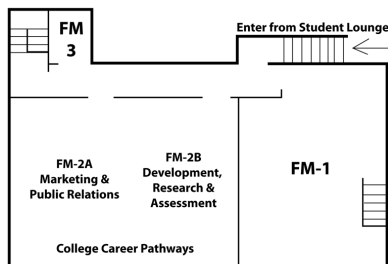 FM
3
Enter from Student Lounge
FM-2A
Marketing &
Public Relations
FM-2B
Development,
Research &
Assessment
FM-1
College Career Pathways